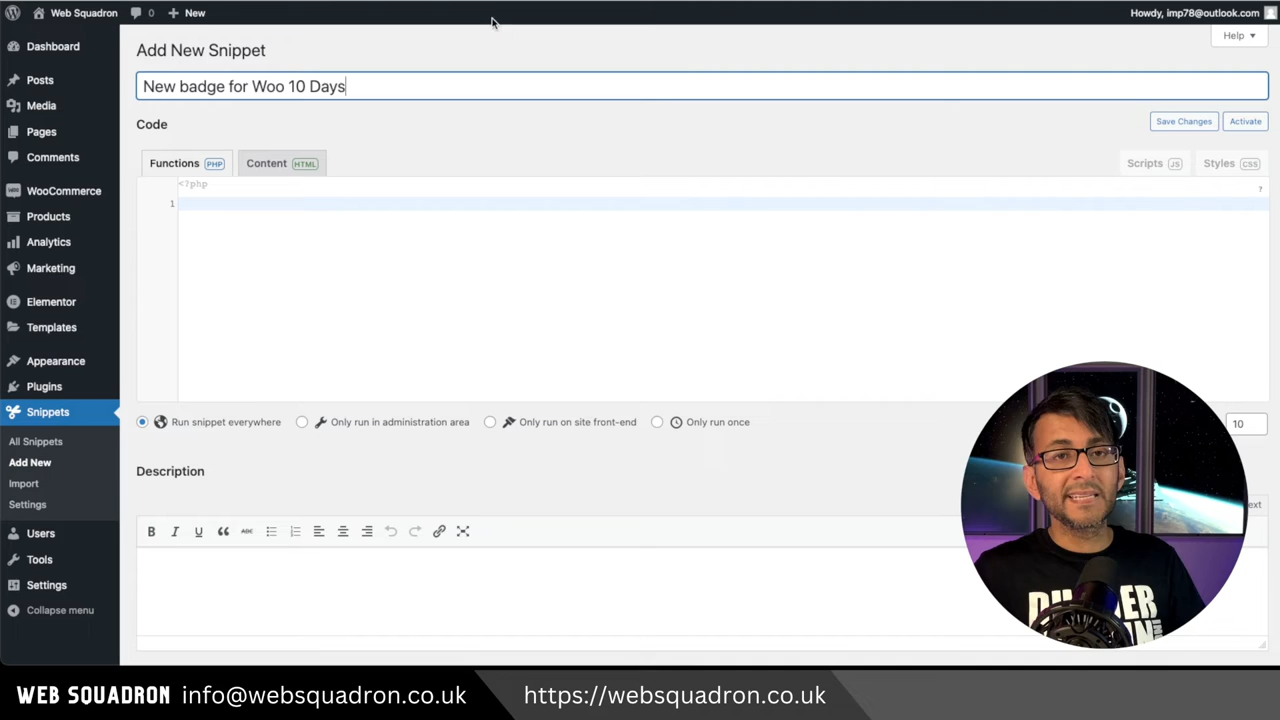 Web Squadron
0
New
Howdy, imp78@outlook.com
Help
Dashboard
Posts
Media
Pages
Comments
WooCommerce
Products
Analytics
Marketing
Elementor
Templates
Appearance
Plugins
Snippets
All Snippets
Add New
Import
Settings
Users
Tools
Settings
Collapse menu
Add New Snippet
New badge for Woo 10 Days
Code
Save Changes
Activate
Functions PHP
Content HTML
Scripts JS
Styles CSS
<?php
?
1
Run snippet everywhere
Only run in administration area
Only run on site front-end
Only run once
10
Description
B I U ABC
WEB SQUADRON info@websquadron.co.uk https://websquadron.co.uk